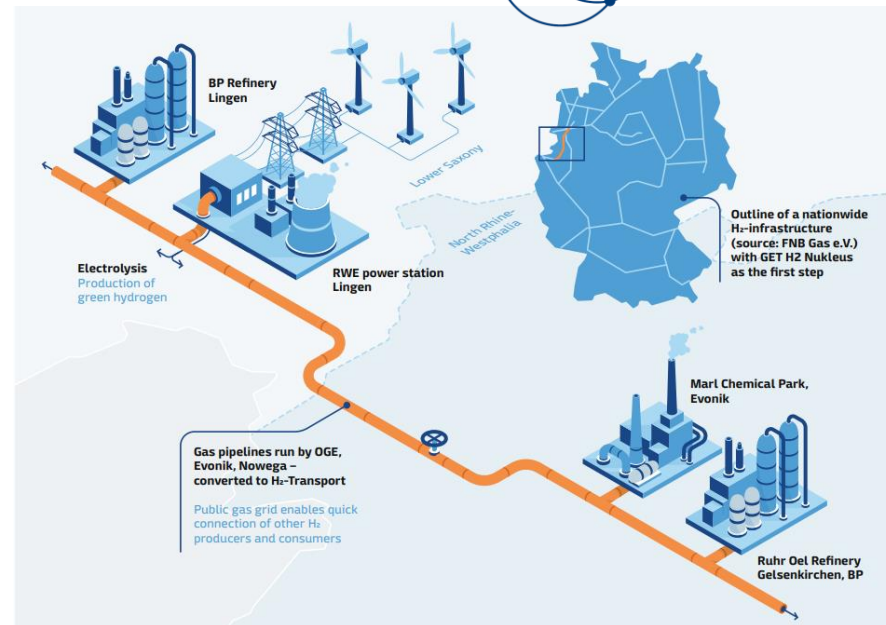 BP Refinery
Lingen
Lower Saxony
North Rhine-
Westphalia
Outline of a nationwide
H₂-infrastructure
(source: FNB Gas e.V.)
with GET H2 Nukleus
as the first step
Electrolysis
Production of
green hydrogen
RWE power station
Lingen
Marl Chemical Park,
Evonik
Gas pipelines run by OGE,
Evonik, Nowega –
converted to H₂-Transport
Public gas grid enables quick
connection of other H₂
producers and consumers
Ruhr Oel Refinery
Gelsenkirchen, BP